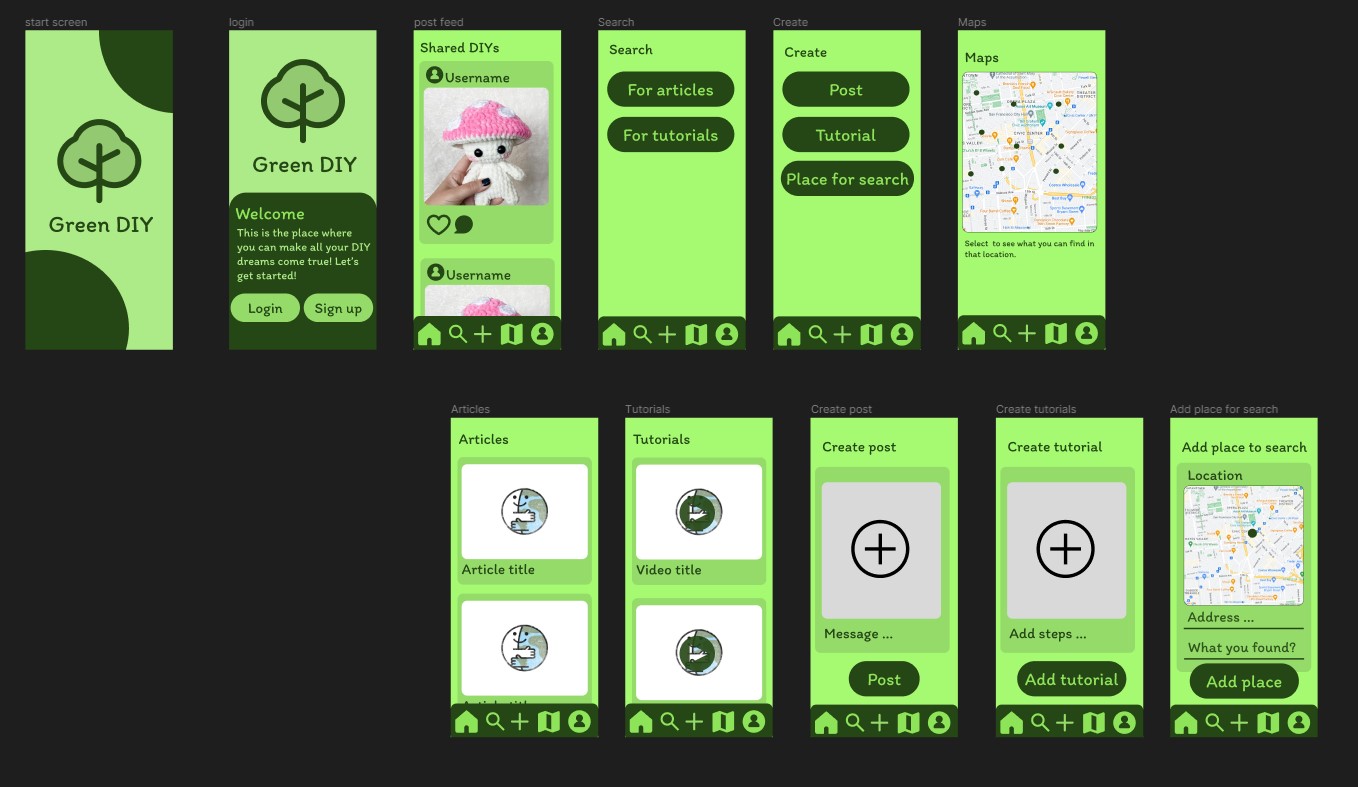 start screen
login
post feed
Search
Create
Maps
Green DIY
Green DIY
Welcome
This is the place where
you can make all your DIY
dreams come true! Let's
get started!
Login
Sign up
Shared DIYs
Username
Username
Search
For articles
For tutorials
Create
Post
Tutorial
Place for search
Maps
CIVIC CENTER
Select to see what you can find in
that location.
Articles
Tutorials
Create post
Create tutorials
Add place for search
Articles
Article title
Article title
Tutorials
Video title
Create post
Message ...
Post
Create tutorial
Add steps ...
Add tutorial
Add place to search
Location
Address ...
What you found?
Add place